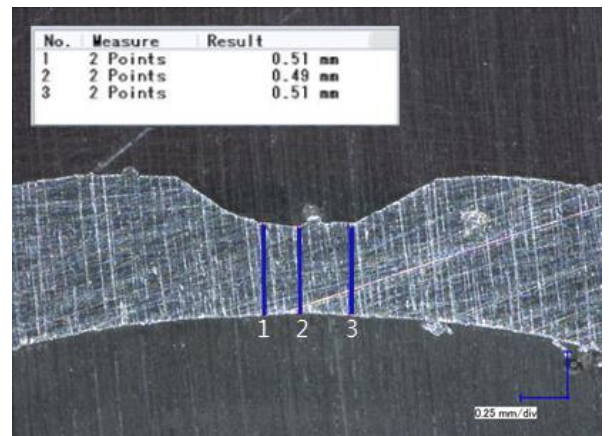 No. Measure Result
1 2 Points 0.51 mm
2 2 Points 0.49 mm
3 2 Points 0.51 mm
1 2 3
0.25 mm/div